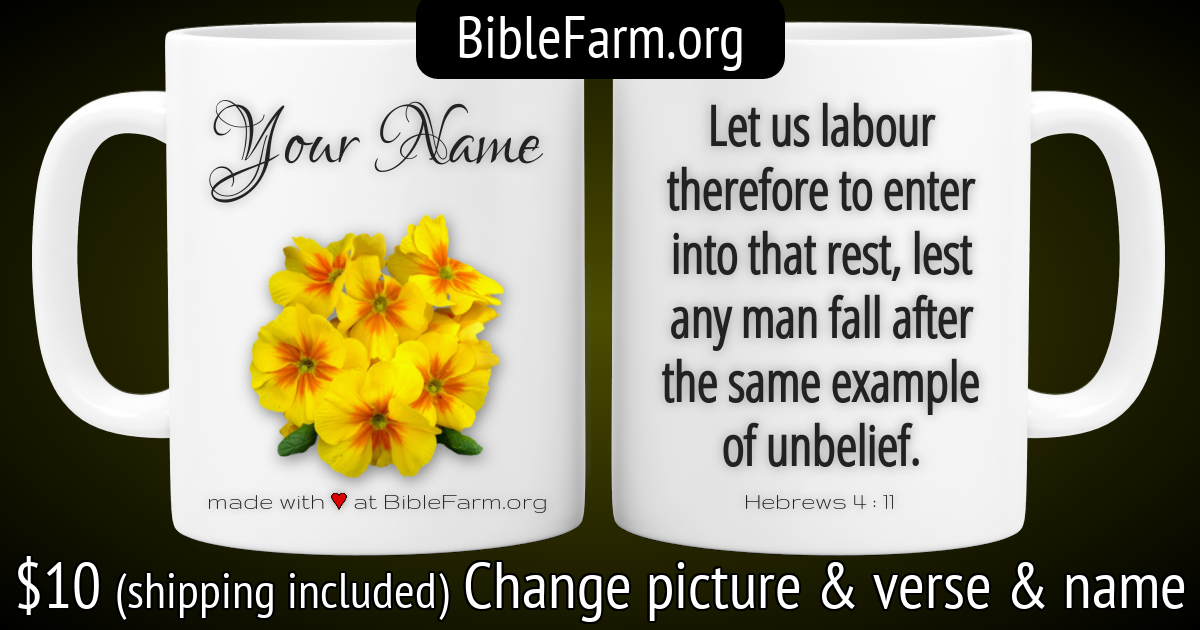 BibleFarm.org
Your Name
made with ♥ at BibleFarm.org
Let us labour
therefore to enter
into that rest, lest
any man fall after
the same example
of unbelief.
Hebrews 4 : 11
$10 (shipping included) Change picture & verse & name